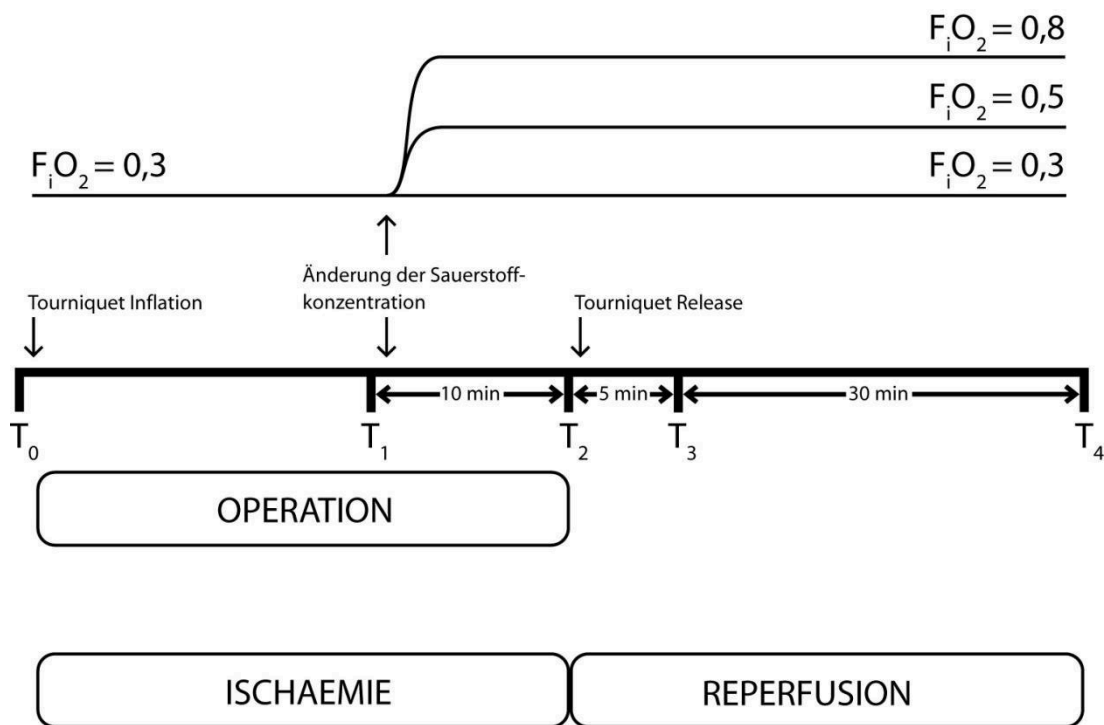 FiO2 = 0,8
FiO2 = 0,5
FiO2 = 0,3
FiO2 = 0,3
Änderung der Sauerstoff-
konzentration
Tourniquet Inflation
Tourniquet Release
10 min
5 min
30 min
T0
T1
T2
T3
T4
OPERATION
ISCHAEMIE
REPERFUSION